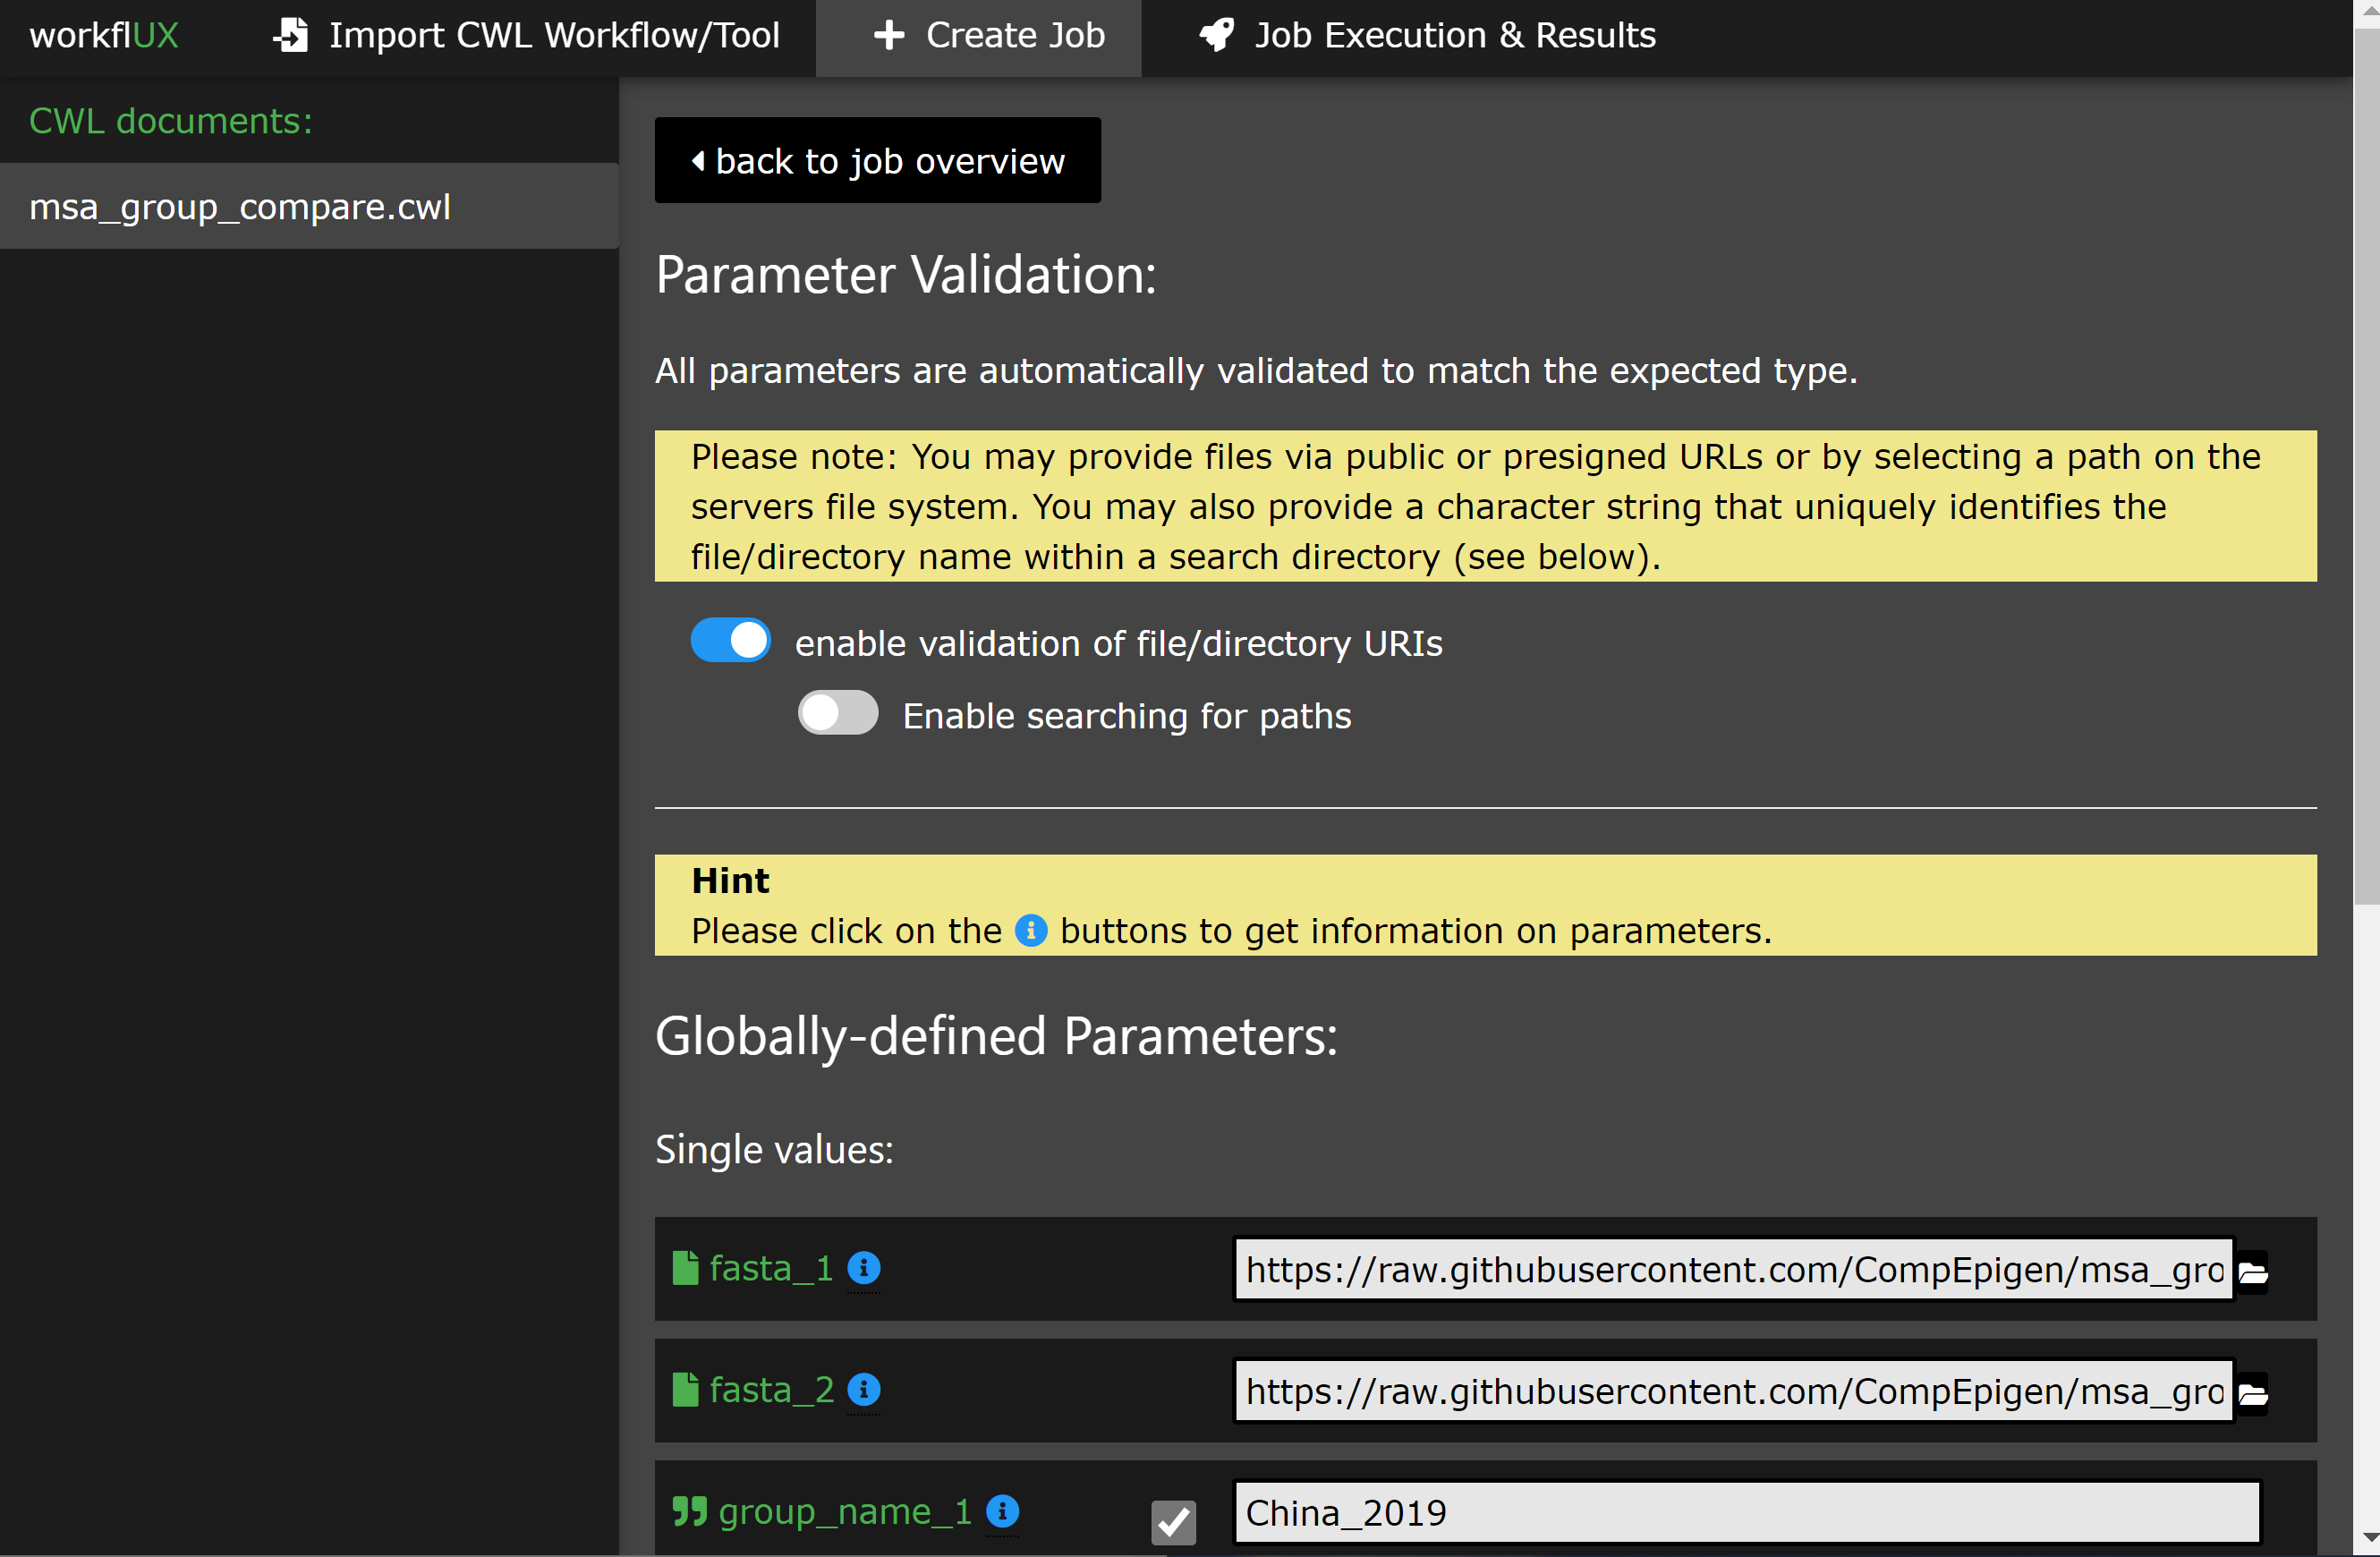 workflUX
Import CWL Workflow/Tool
Create Job
Job Execution & Results
CWL documents:
msa_group_compare.cwl
back to job overview
Parameter Validation:
All parameters are automatically validated to match the expected type.
Please note: You may provide files via public or presigned URLs or by selecting a path on the
servers file system. You may also provide a character string that uniquely identifies the
file/directory name within a search directory (see below).
enable validation of file/directory URIs
Enable searching for paths
Hint
Please click on the i buttons to get information on parameters.
Globally-defined Parameters:
Single values:
fasta_1 i https://raw.githubusercontent.com/CompEpigen/msa_gro
fasta_2 i https://raw.githubusercontent.com/CompEpigen/msa_gro
group_name_1 i China_2019